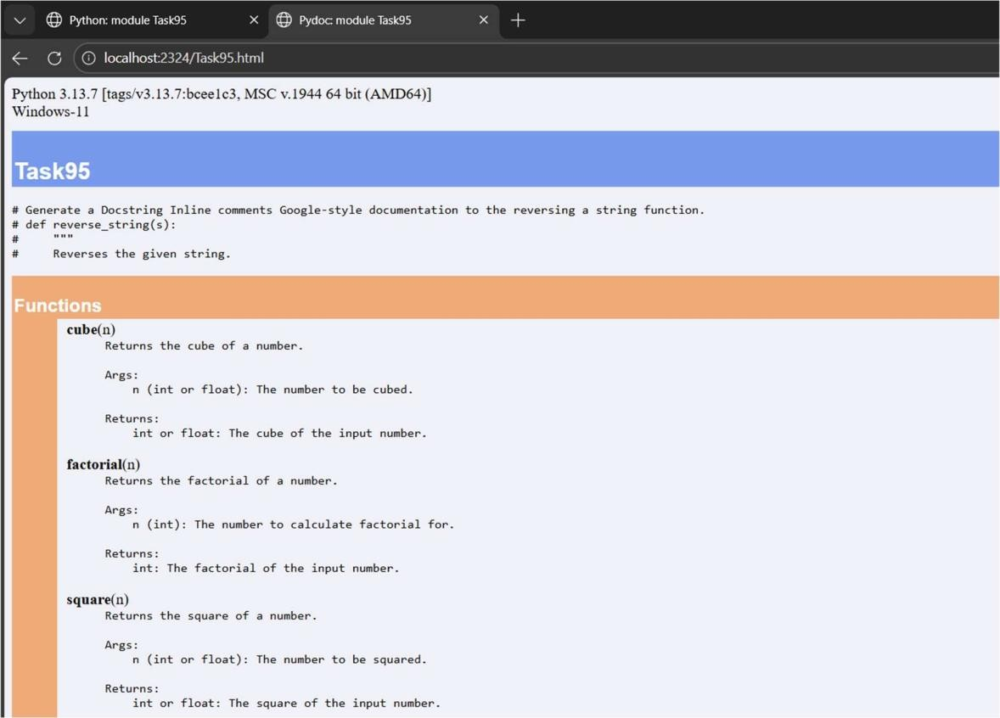 Python: module Task95
Pydoc: module Task95
localhost:2324/Task95.html
Python 3.13.7 [tags/v3.13.7:bcee1c3, MSC v.1944 64 bit (AMD64)]
Windows-11
Task95
# Generate a Docstring Inline comments Google-style documentation to the reversing a string function.
# def reverse_string(s):
#     """
#     Reverses the given string.
Functions
cube(n)
Returns the cube of a number.
Args:
n (int or float): The number to be cubed.
Returns:
int or float: The cube of the input number.
factorial(n)
Returns the factorial of a number.
Args:
n (int): The number to calculate factorial for.
Returns:
int: The factorial of the input number.
square(n)
Returns the square of a number.
Args:
n (int or float): The number to be squared.
Returns:
int or float: The square of the input number.